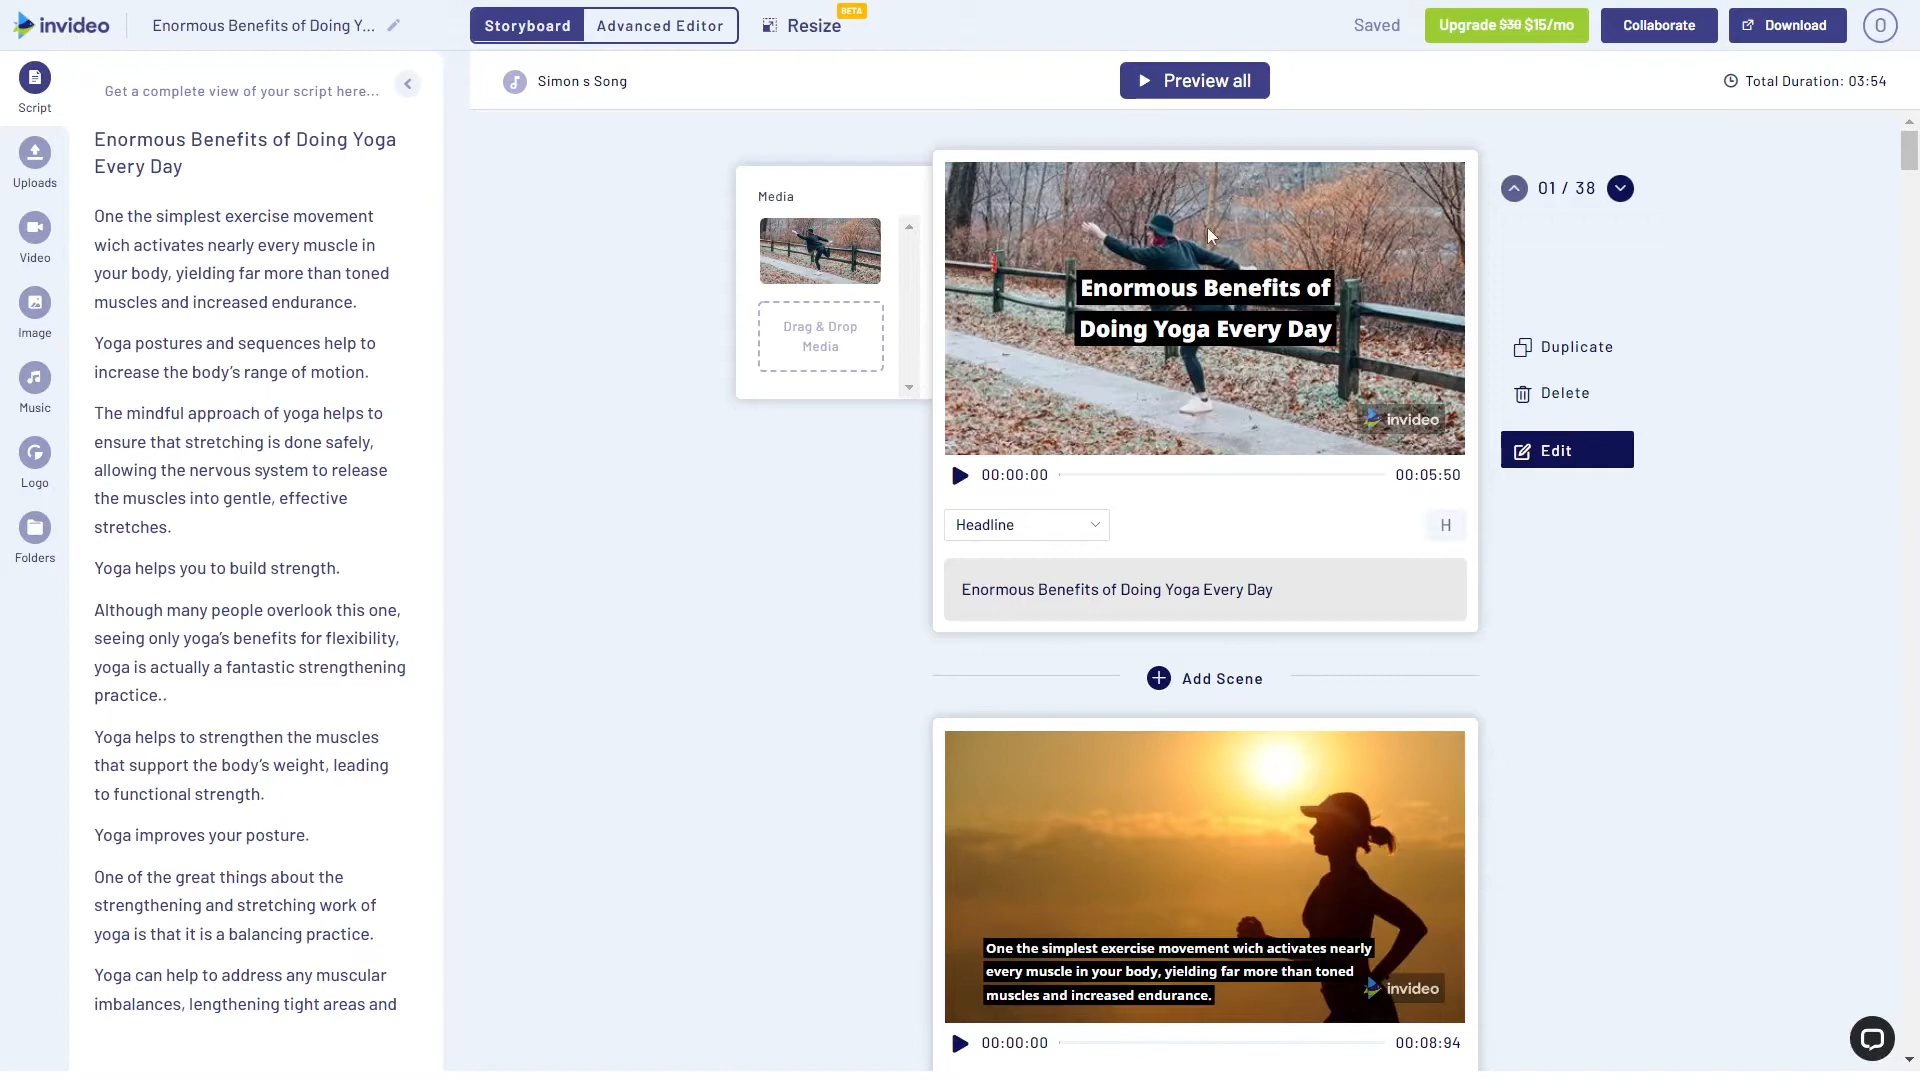 invideo
Enormous Benefits of Doing Y...
Storyboard
Advanced Editor
Resize
BETA
Saved
Upgrade $30 $15/mo
Collaborate
Download
O
Script
Uploads
Video
Image
Music
Logo
Folders
Get a complete view of your script here...
Enormous Benefits of Doing Yoga
Every Day
One the simplest exercise movement
wich activates nearly every muscle in
your body, yielding far more than toned
muscles and increased endurance.
Yoga postures and sequences help to
increase the body's range of motion.
The mindful approach of yoga helps to
ensure that stretching is done safely,
allowing the nervous system to release
the muscles into gentle, effective
stretches.
Yoga helps you to build strength.
Although many people overlook this one,
seeing only yoga's benefits for flexibility,
yoga is actually a fantastic strengthening
practice..
Yoga helps to strengthen the muscles
that support the body's weight, leading
to functional strength.
Yoga improves your posture.
One of the great things about the
strengthening and stretching work of
yoga is that it is a balancing practice.
Yoga can help to address any muscular
imbalances, lengthening tight areas and
Simon s Song
Preview all
Total Duration: 03:54
Media
Drag & Drop
Media
Enormous Benefits of
Doing Yoga Every Day
invideo
00:00:00
00:05:50
Headline
H
Enormous Benefits of Doing Yoga Every Day
01 / 38
Duplicate
Delete
Edit
Add Scene
One the simplest exercise movement wich activates nearly
every muscle in your body, yielding far more than toned
muscles and increased endurance.
invideo
00:00:00
00:08:94